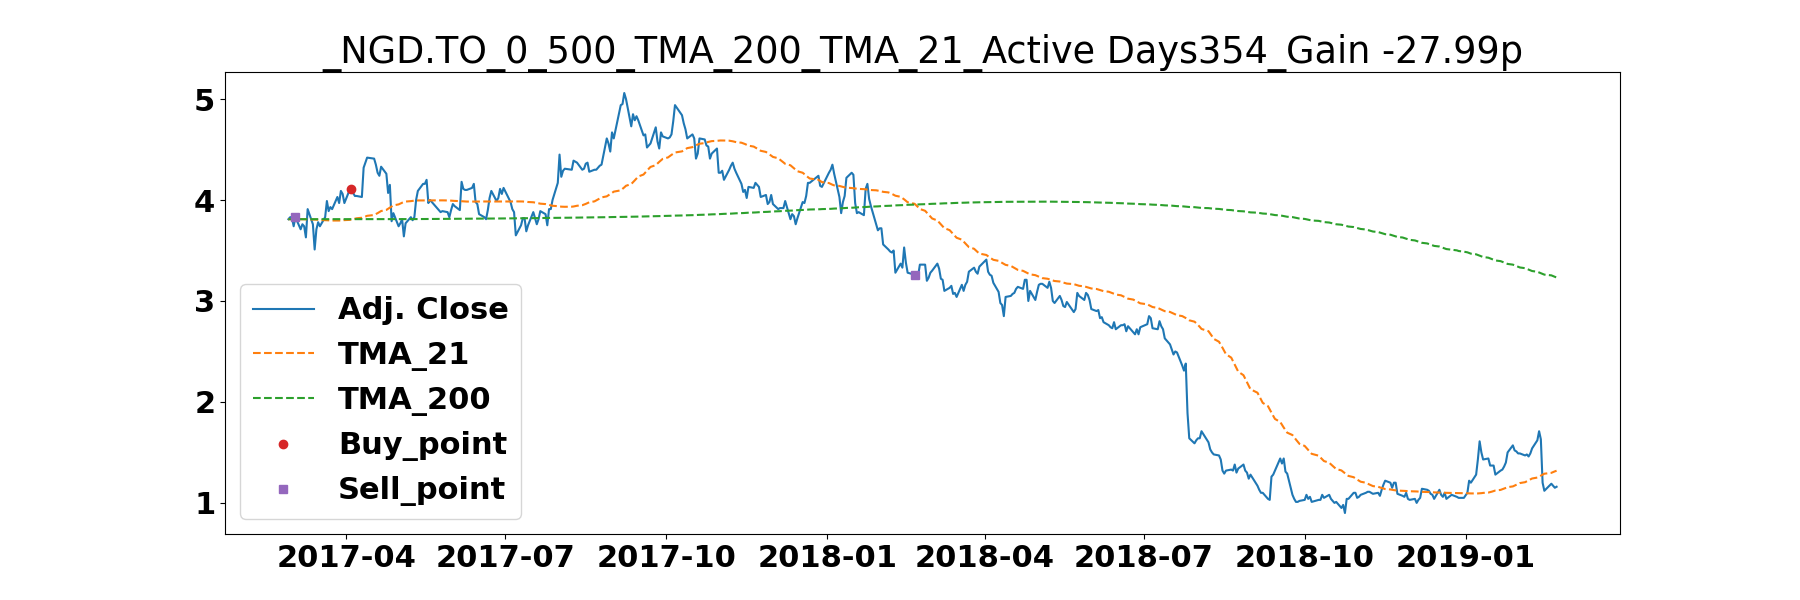 _NGD.TO_0_500_TMA_200_TMA_21_Active Days354_Gain -27.99p
5
4
3
2
1
Adj. Close
TMA_21
TMA_200
Buy_point
Sell_point
2017-04 2017-07 2017-10 2018-01 2018-04 2018-07 2018-10 2019-01